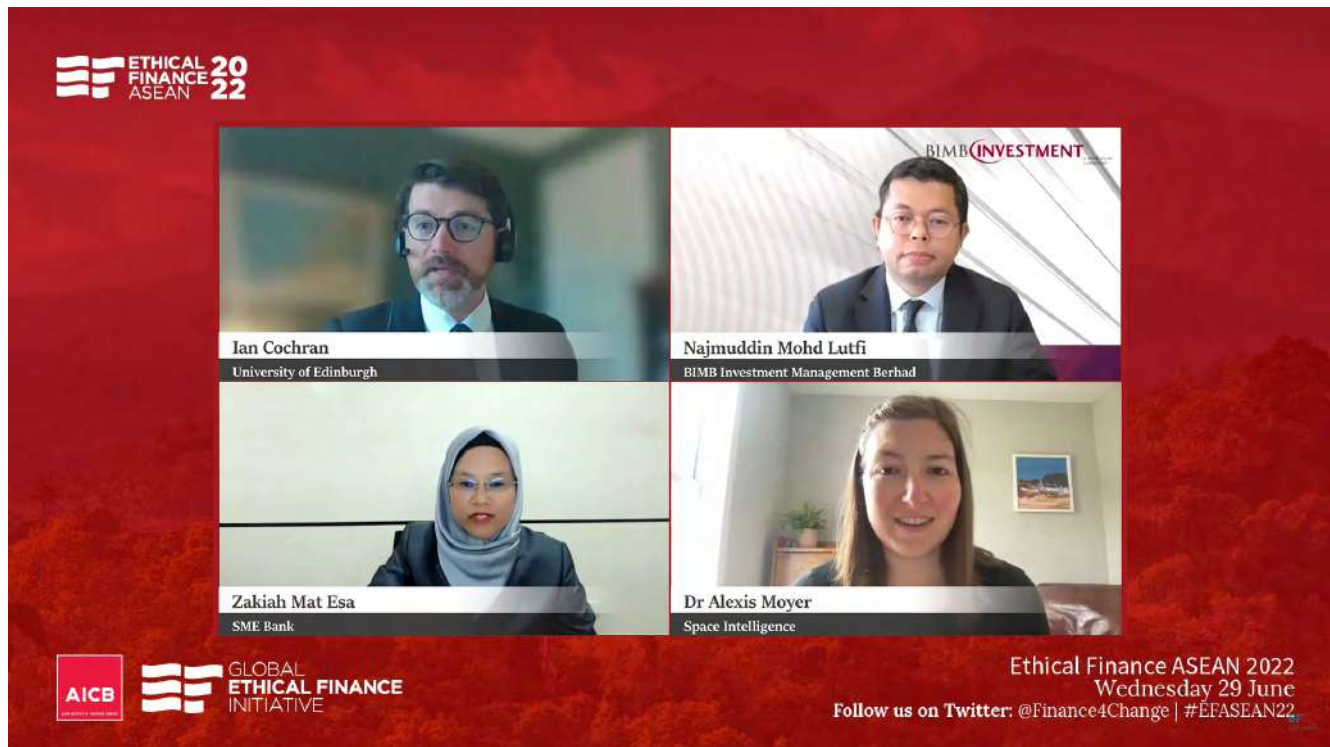 ETHICAL
FINANCE
ASEAN
20
22
BIMB INVESTMENT
Ian Cochran
University of Edinburgh
Najmuddin Mohd Lutfi
BIMB Investment Management Berhad
Zakiah Mat Esa
SME Bank
Dr Alexis Moyer
Space Intelligence
AICB
GLOBAL
ETHICAL FINANCE
INITIATIVE
Ethical Finance ASEAN 2022
Wednesday 29 June
Follow us on Twitter: @Finance4Change | #EFASEAN22